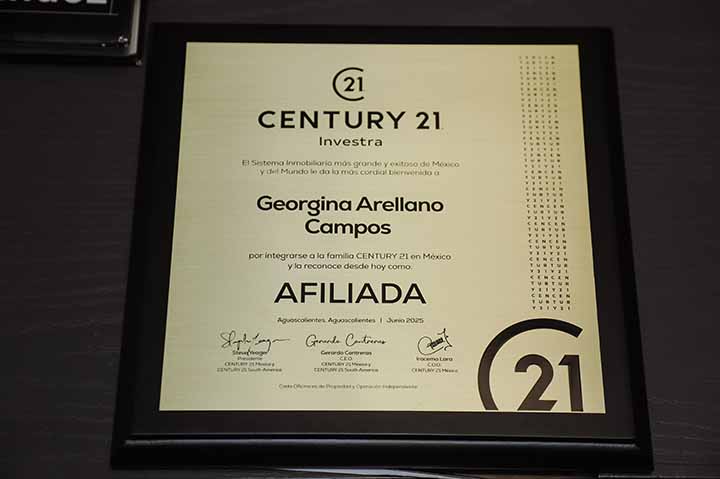 21
CENTURY 21
Investra
El Sistema Inmobiliario más grande y exitoso de México
y del Mundo le da la más cordial bienvenida a
Georgina Arellano
Campos
por integrarse a la familia CENTURY 21 en México
y la reconoce desde hoy como:
AFILIADA
Aguascalientes, Aguascalientes | Junio 2025
Gerardo Contreras
Steve Yeager
Presidente
CENTURY 21 México y
CENTURY 21 South America
Gerardo Contreras
C.E.O.
CENTURY 21 México y
CENTURY 21 South America
Iracema Lara
C.O.O.
CENTURY 21 México
Cada Oficina es de Propiedad y Operación Independiente
21